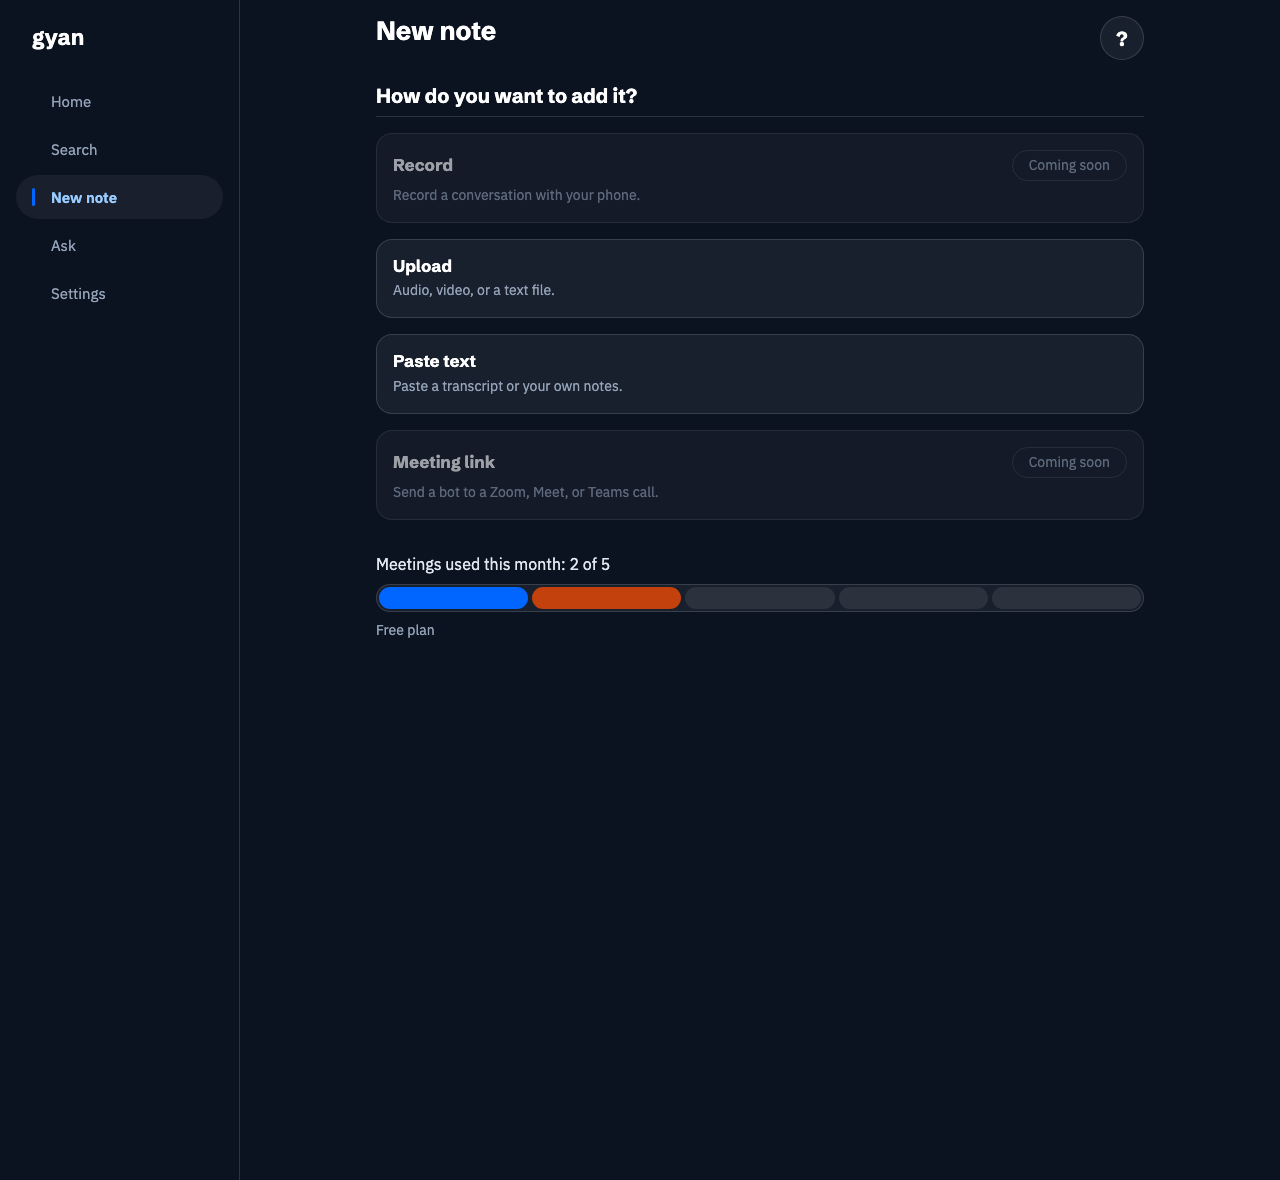 gyan
Home
Search
New note
Ask
Settings
New note
?
How do you want to add it?
Record
Coming soon
Record a conversation with your phone.
Upload
Audio, video, or a text file.
Paste text
Paste a transcript or your own notes.
Meeting link
Coming soon
Send a bot to a Zoom, Meet, or Teams call.
Meetings used this month: 2 of 5
Free plan